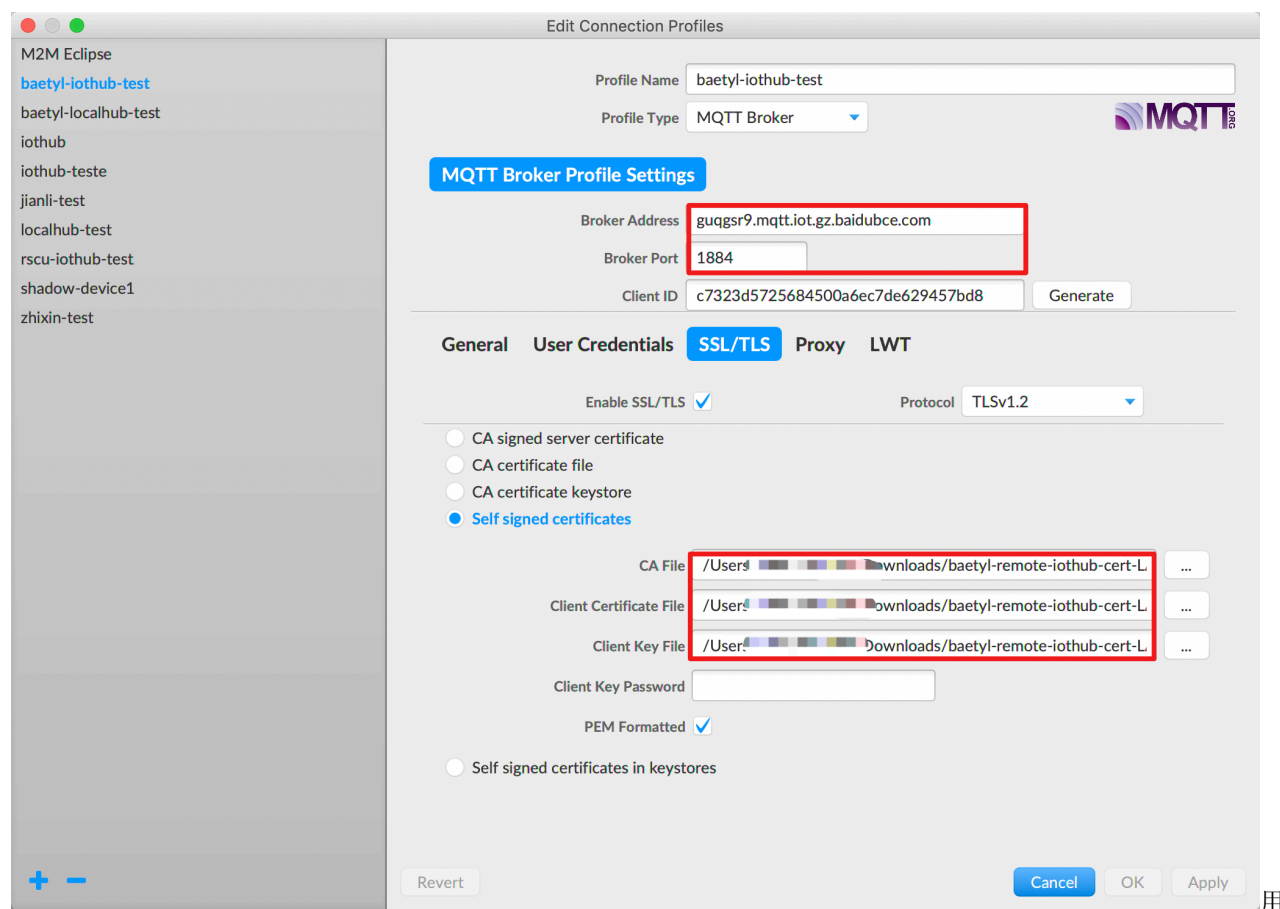 Edit Connection Profiles
M2M Eclipse
baetyl-iothub-test
baetyl-localhub-test
iothub
iothub-teste
jianli-test
localhub-test
rscu-iothub-test
shadow-device1
zhixin-test
Profile Name baetyl-iothub-test
Profile Type MQTT Broker
MQTT.ORG
MQTT Broker Profile Settings
Broker Address guqgsr9.mqtt.iot.gz.baidubce.com
Broker Port 1884
Client ID c7323d5725684500a6ec7de629457bd8 Generate
General User Credentials SSL/TLS Proxy LWT
Enable SSL/TLS Protocol TLSv1.2
CA signed server certificate
CA certificate file
CA certificate keystore
Self signed certificates
CA File /Users ownloads/baetyl-remote-iothub-cert-L ...
Client Certificate File /Users ownloads/baetyl-remote-iothub-cert-L ...
Client Key File /Users Downloads/baetyl-remote-iothub-cert-L ...
Client Key Password
PEM Formatted
Self signed certificates in keystores
Revert Cancel OK Apply
用